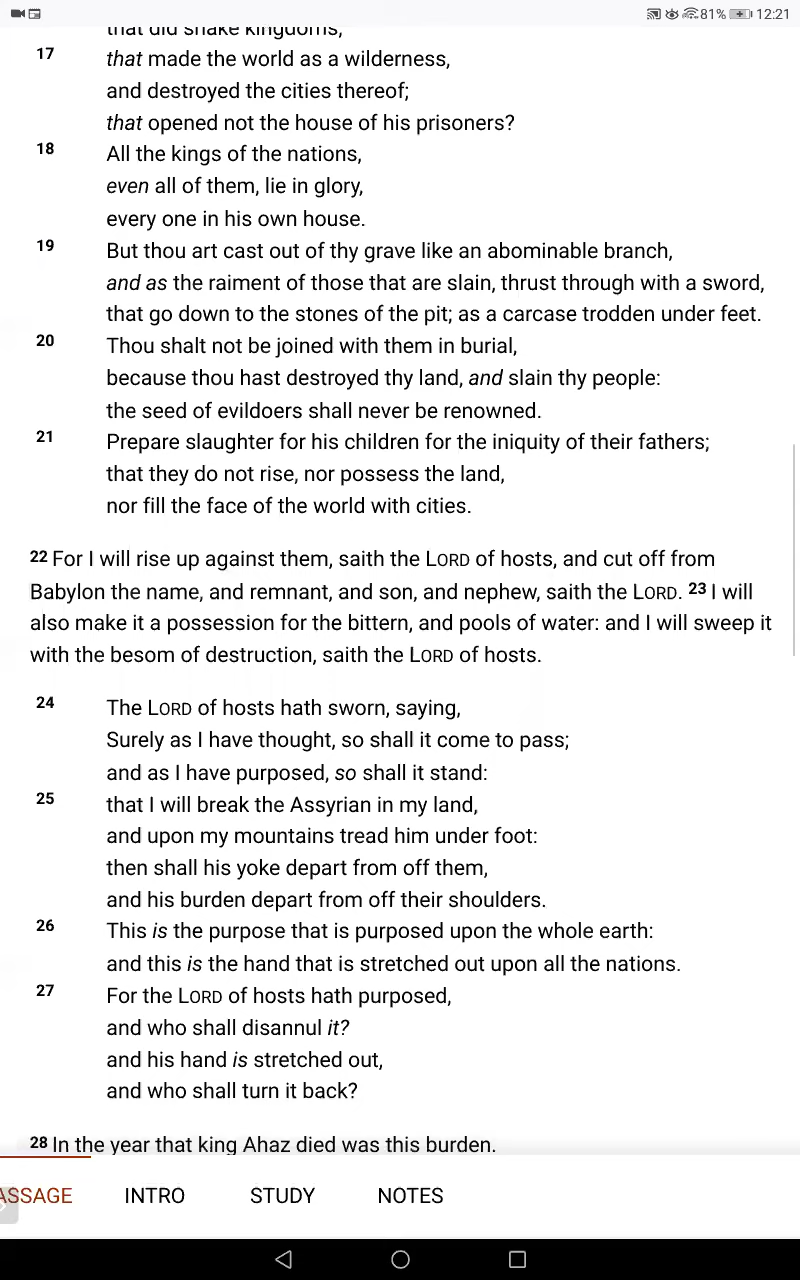 81% 12:21
that did shake kingdoms,
17 that made the world as a wilderness,
and destroyed the cities thereof;
that opened not the house of his prisoners?
18 All the kings of the nations,
even all of them, lie in glory,
every one in his own house.
19 But thou art cast out of thy grave like an abominable branch,
and as the raiment of those that are slain, thrust through with a sword,
that go down to the stones of the pit; as a carcase trodden under feet.
20 Thou shalt not be joined with them in burial,
because thou hast destroyed thy land, and slain thy people:
the seed of evildoers shall never be renowned.
21 Prepare slaughter for his children for the iniquity of their fathers;
that they do not rise, nor possess the land,
nor fill the face of the world with cities.
22 For I will rise up against them, saith the LORD of hosts, and cut off from
Babylon the name, and remnant, and son, and nephew, saith the LORD. 23 I will
also make it a possession for the bittern, and pools of water: and I will sweep it
with the besom of destruction, saith the LORD of hosts.
24 The LORD of hosts hath sworn, saying,
Surely as I have thought, so shall it come to pass;
and as I have purposed, so shall it stand:
25 that I will break the Assyrian in my land,
and upon my mountains tread him under foot:
then shall his yoke depart from off them,
and his burden depart from off their shoulders.
26 This is the purpose that is purposed upon the whole earth:
and this is the hand that is stretched out upon all the nations.
27 For the LORD of hosts hath purposed,
and who shall disannul it?
and his hand is stretched out,
and who shall turn it back?
28 In the year that king Ahaz died was this burden.
ASSAGE INTRO STUDY NOTES